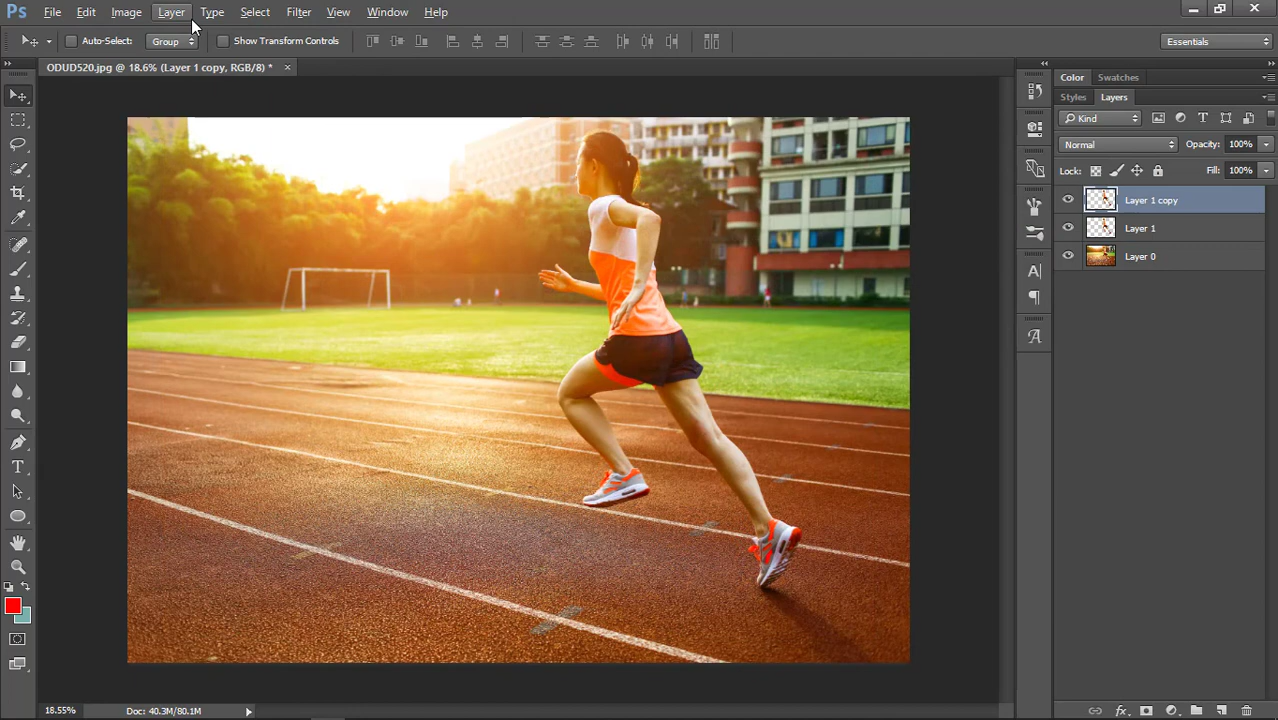 Ps File Edit Image Layer Type Select Filter View Window Help
Auto-Select: Group Show Transform Controls Essentials
ODUD520.jpg @ 18.6% (Layer 1 copy, RGB/8) * ×
Color Swatches
Styles Layers
Kind
Normal Opacity: 100%
Lock: Fill: 100%
Layer 1 copy
Layer 1
Layer 0
18.55% Doc: 40.3M/80.1M